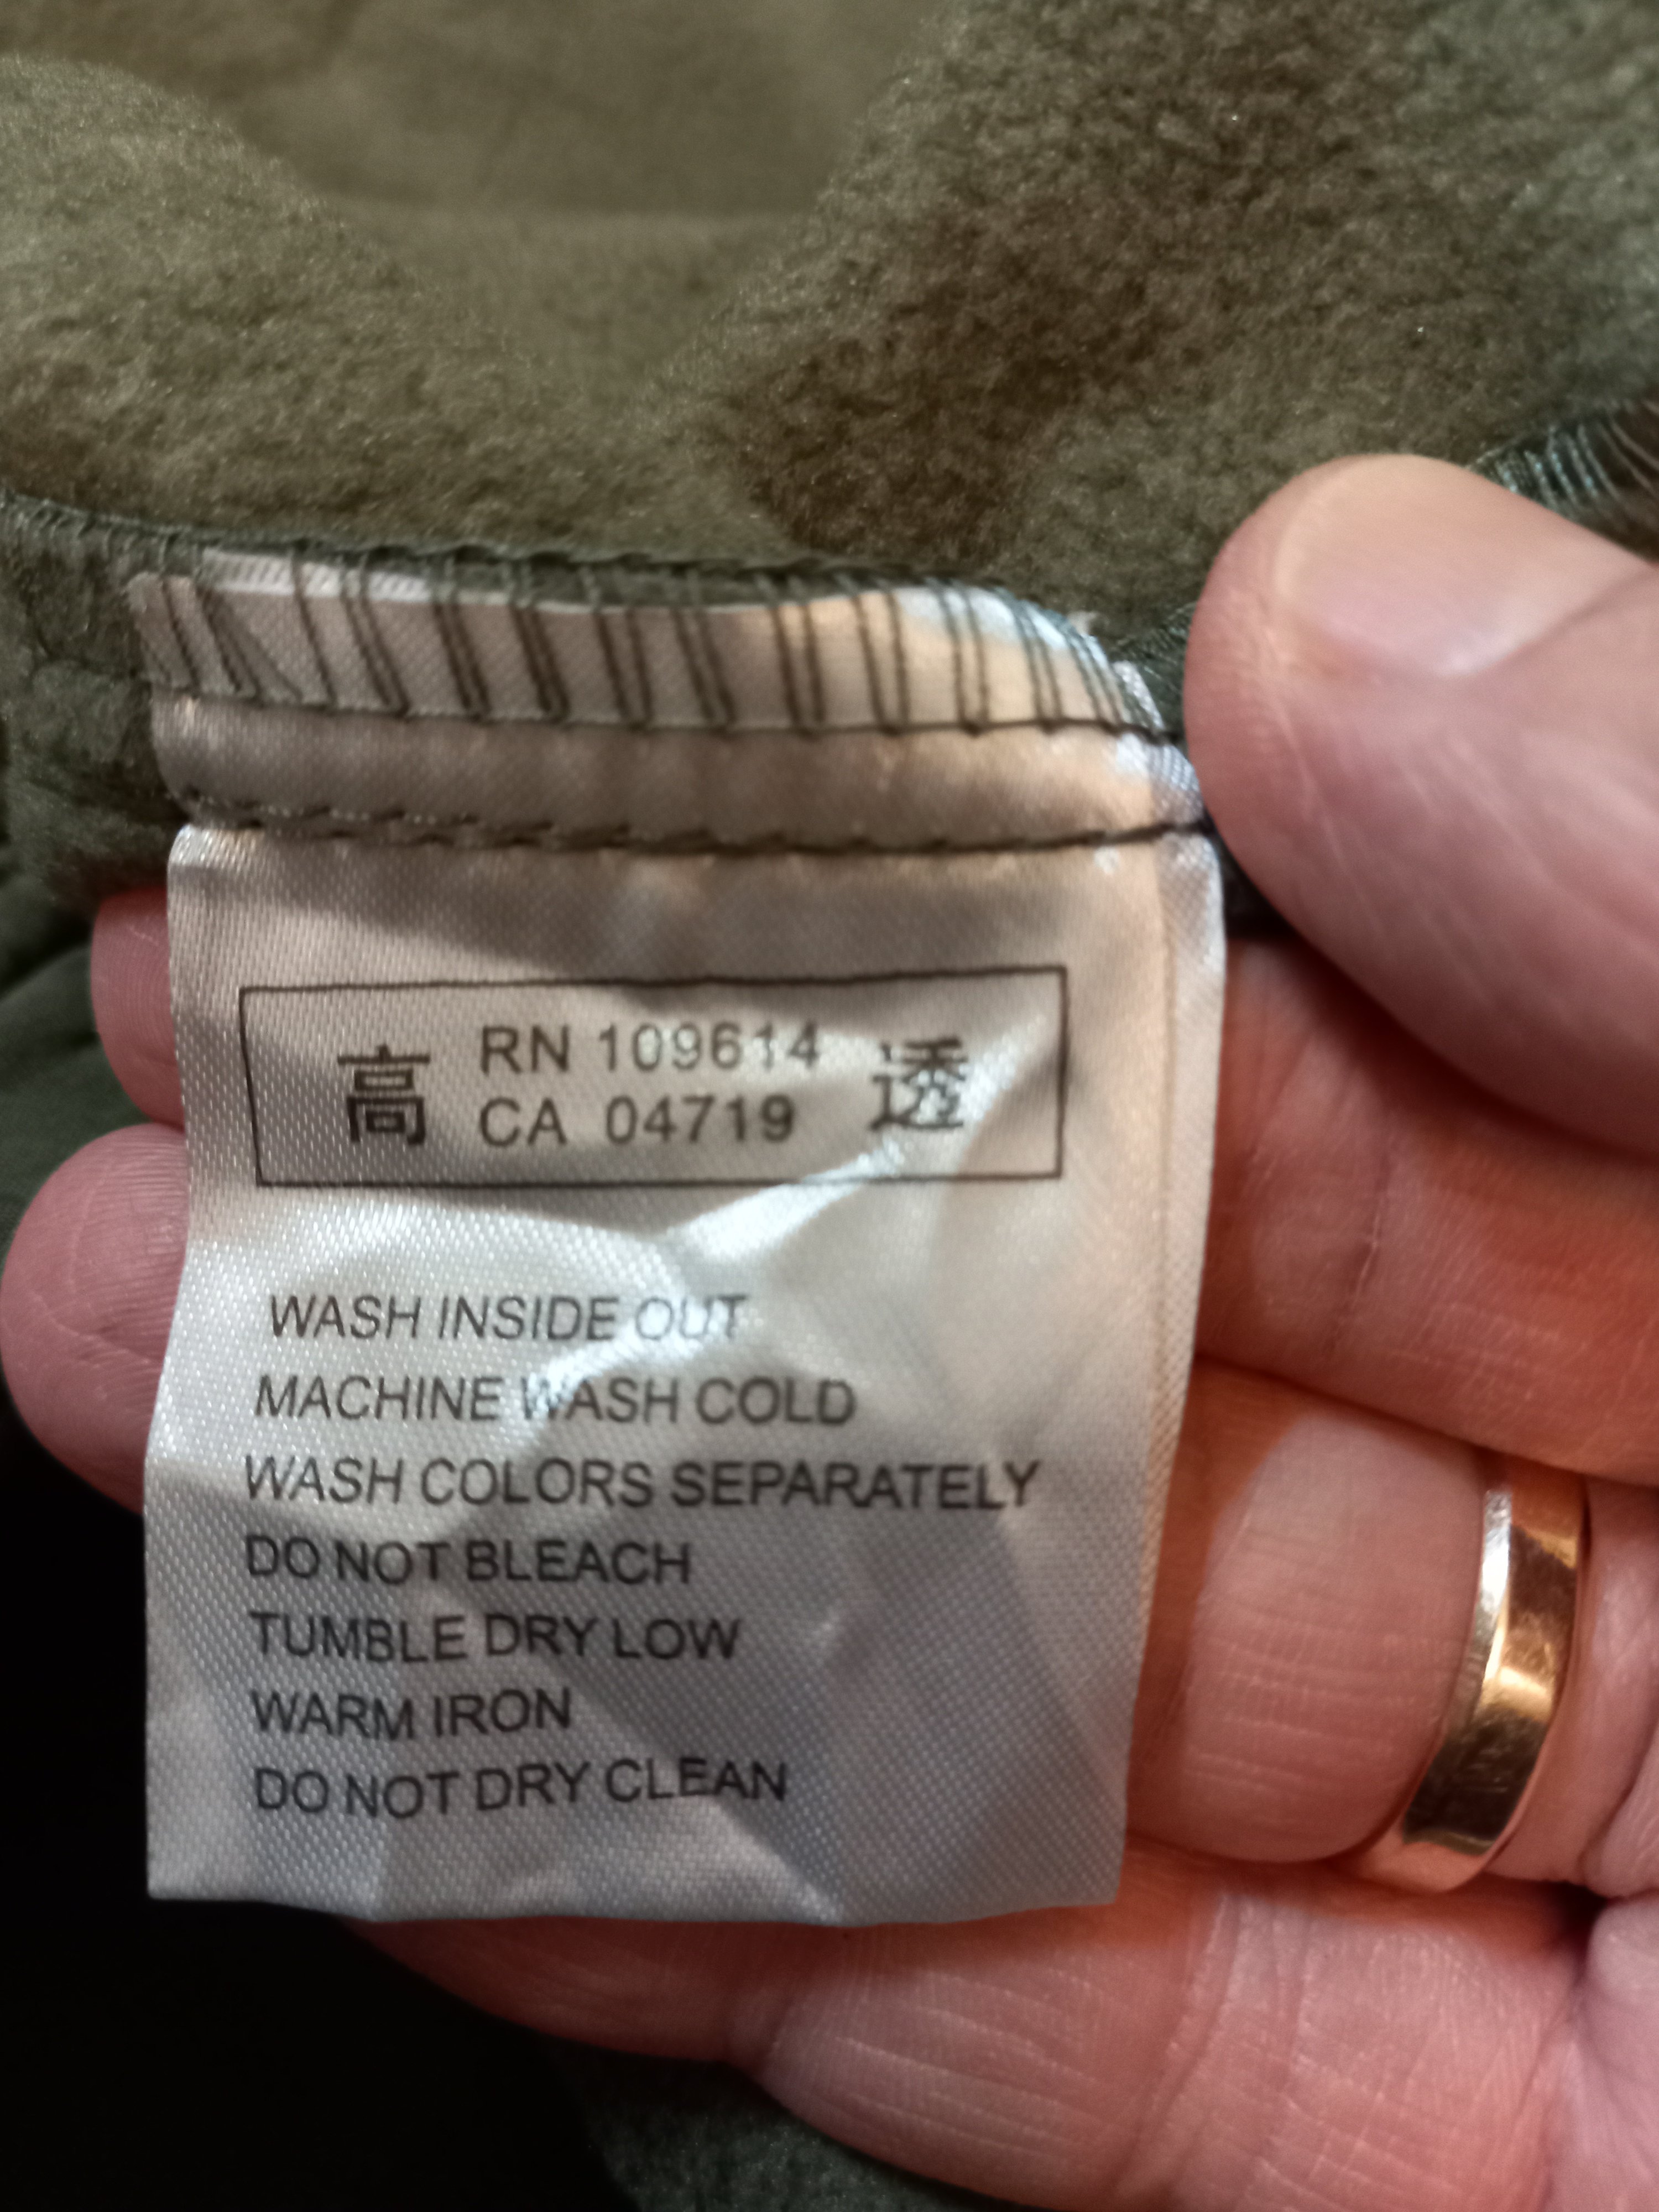 高 RN 109614 透
CA 04719
WASH INSIDE OUT
MACHINE WASH COLD
WASH COLORS SEPARATELY
DO NOT BLEACH
TUMBLE DRY LOW
WARM IRON
DO NOT DRY CLEAN